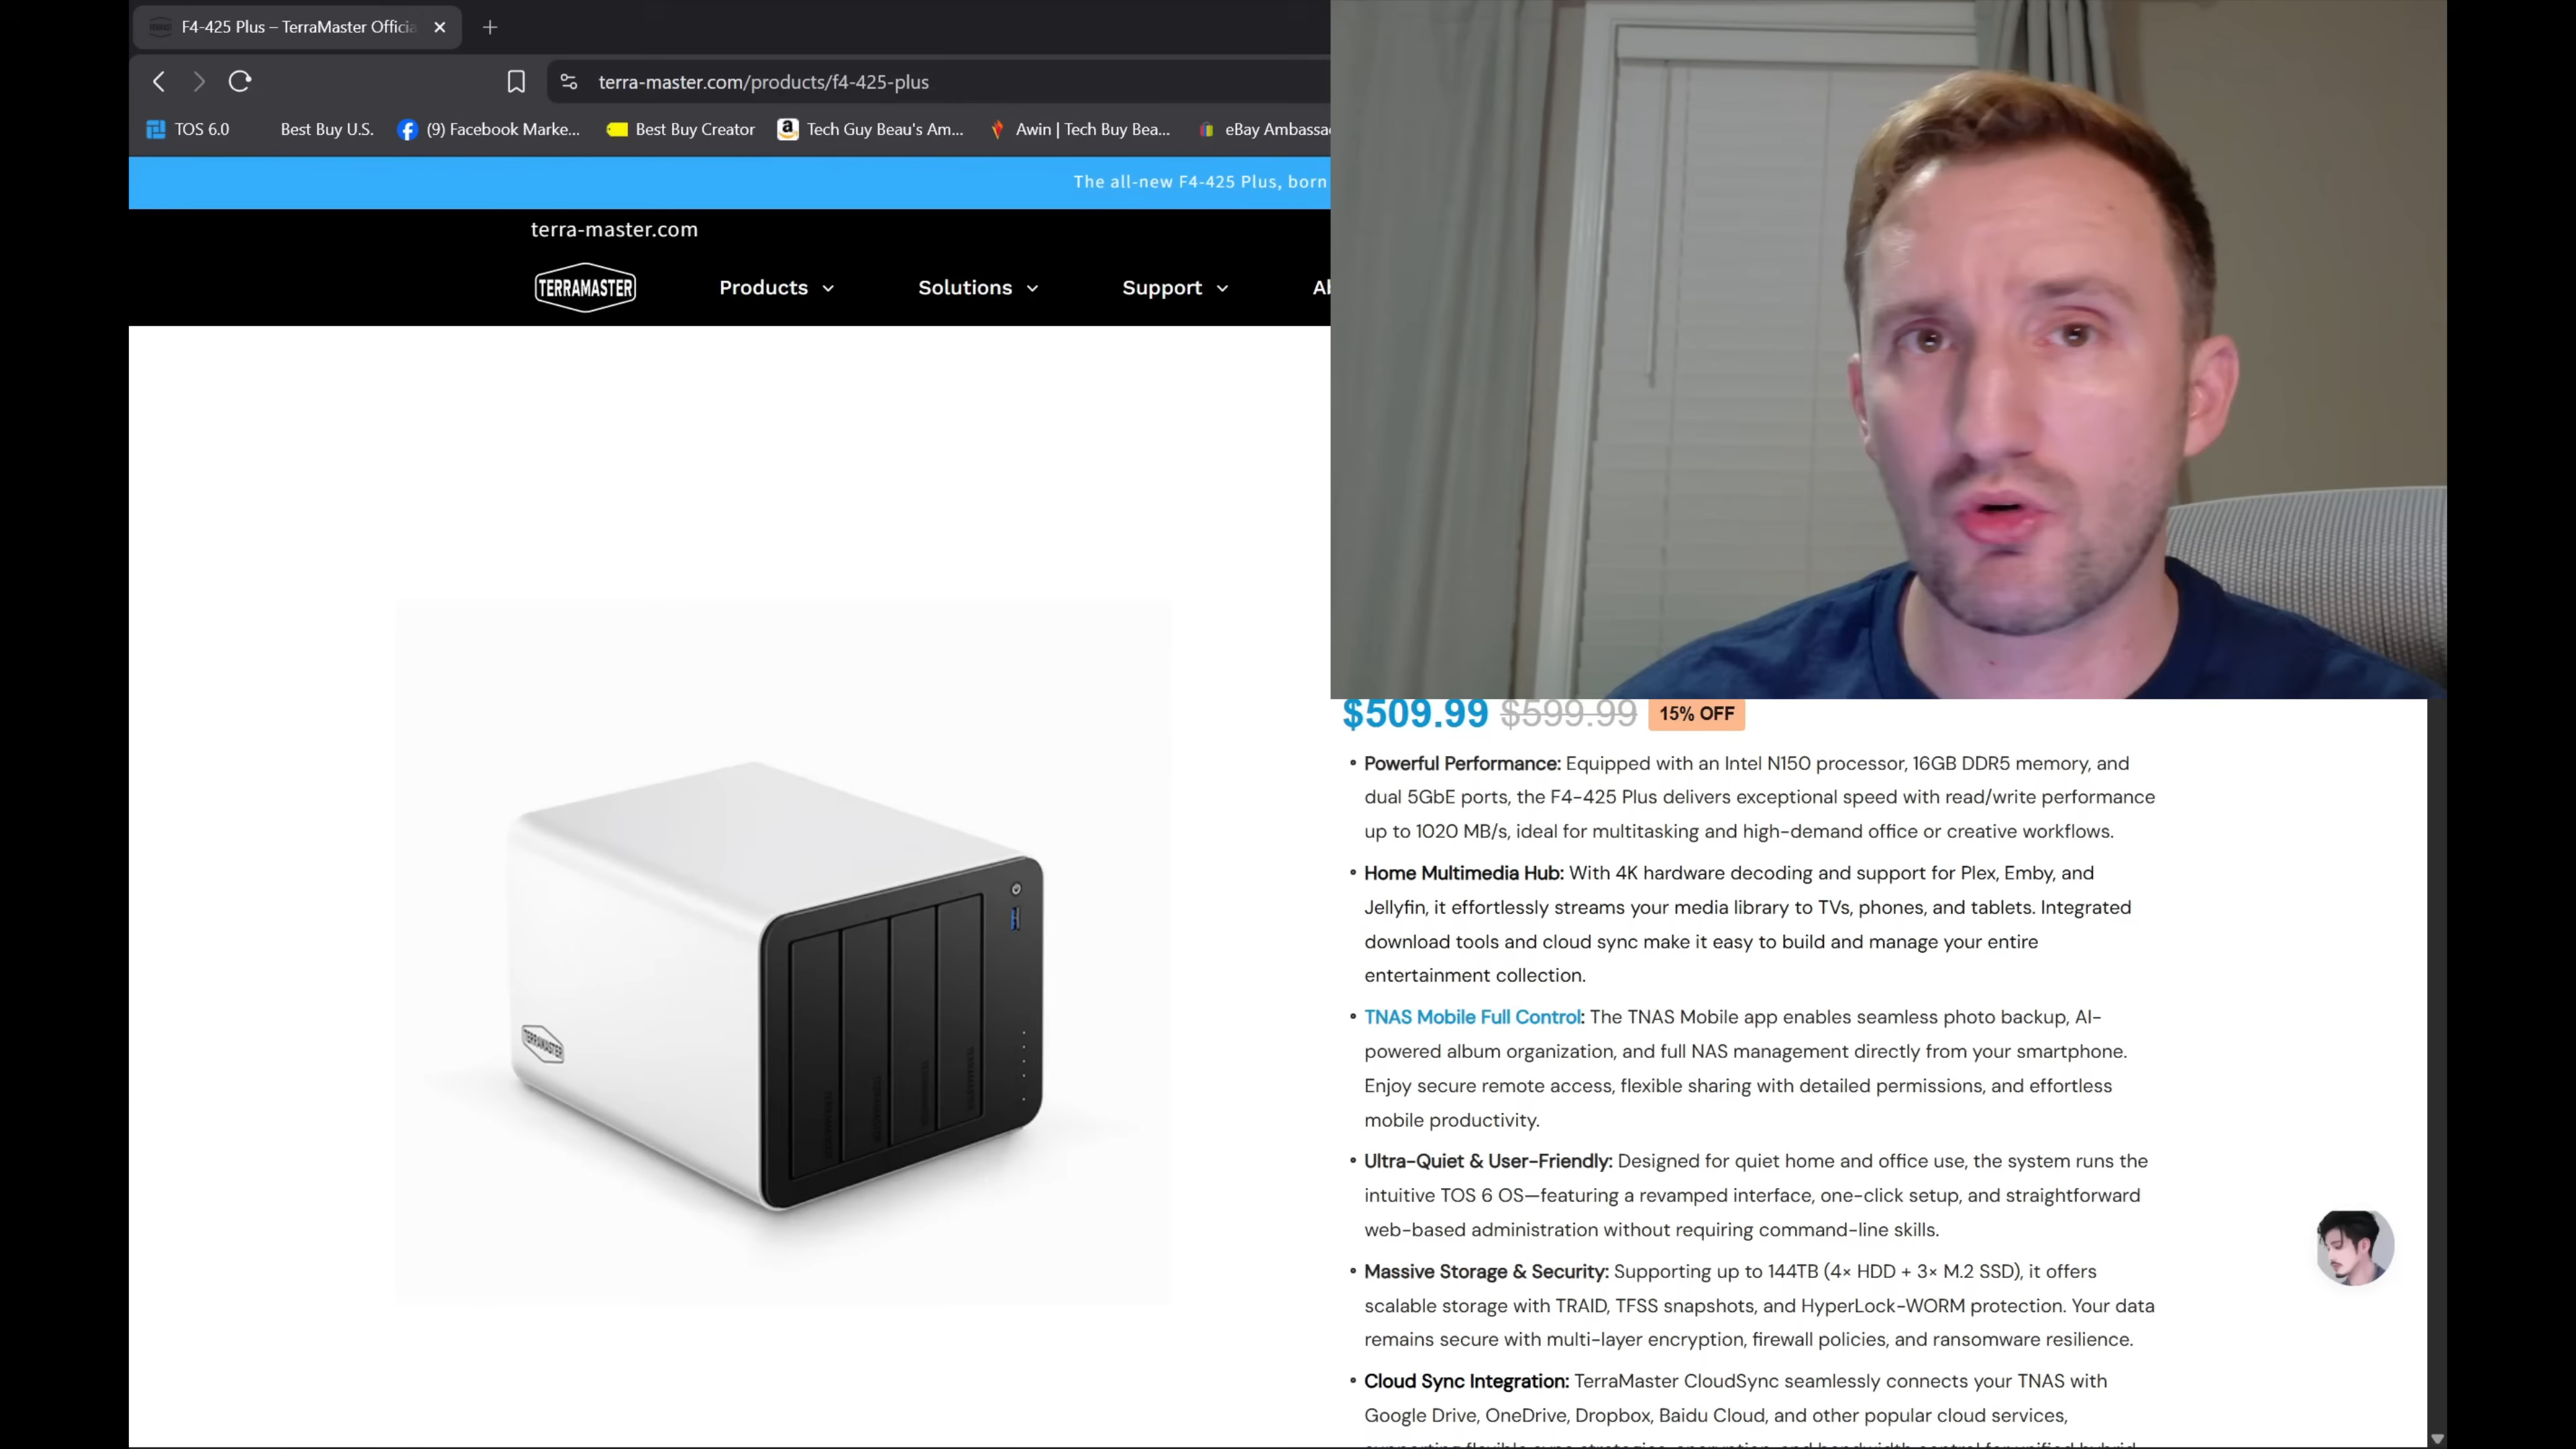 F4-425 Plus – TerraMaster Officia
terra-master.com/products/f4-425-plus
TOS 6.0
Best Buy U.S.
(9) Facebook Marke...
Best Buy Creator
Tech Guy Beau's Am...
Awin | Tech Buy Bea...
eBay Ambassa
The all-new F4-425 Plus, born
terra-master.com
TERRAMASTER
Products
Solutions
Support
TERRAMASTER
$509.99 $599.99 15% OFF
• Powerful Performance: Equipped with an Intel N150 processor, 16GB DDR5 memory, and
dual 5GbE ports, the F4-425 Plus delivers exceptional speed with read/write performance
up to 1020 MB/s, ideal for multitasking and high-demand office or creative workflows.
• Home Multimedia Hub: With 4K hardware decoding and support for Plex, Emby, and
Jellyfin, it effortlessly streams your media library to TVs, phones, and tablets. Integrated
download tools and cloud sync make it easy to build and manage your entire
entertainment collection.
• TNAS Mobile Full Control: The TNAS Mobile app enables seamless photo backup, AI-
powered album organization, and full NAS management directly from your smartphone.
Enjoy secure remote access, flexible sharing with detailed permissions, and effortless
mobile productivity.
• Ultra-Quiet & User-Friendly: Designed for quiet home and office use, the system runs the
intuitive TOS 6 OS—featuring a revamped interface, one-click setup, and straightforward
web-based administration without requiring command-line skills.
• Massive Storage & Security: Supporting up to 144TB (4× HDD + 3× M.2 SSD), it offers
scalable storage with TRAID, TFSS snapshots, and HyperLock-WORM protection. Your data
remains secure with multi-layer encryption, firewall policies, and ransomware resilience.
• Cloud Sync Integration: TerraMaster CloudSync seamlessly connects your TNAS with
Google Drive, OneDrive, Dropbox, Baidu Cloud, and other popular cloud services,